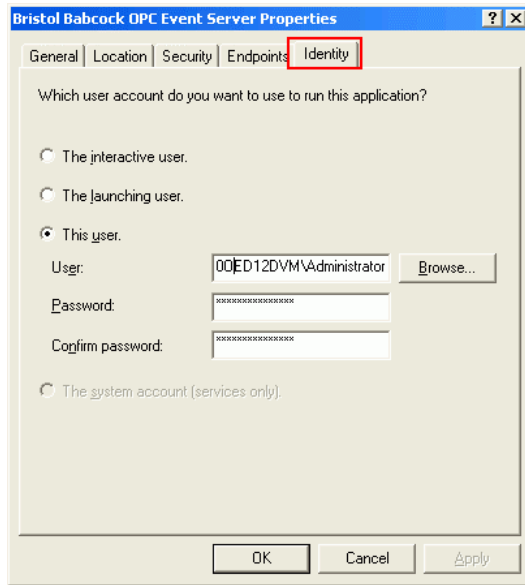 Bristol Babcock OPC Event Server Properties
General Location Security Endpoints Identity
Which user account do you want to use to run this application?
The interactive user.
The launching user.
This user.
User: 00ED12DVM\Administrator Browse...
Password: ***************
Confirm password: ***************
The system account (services only).
OK Cancel Apply